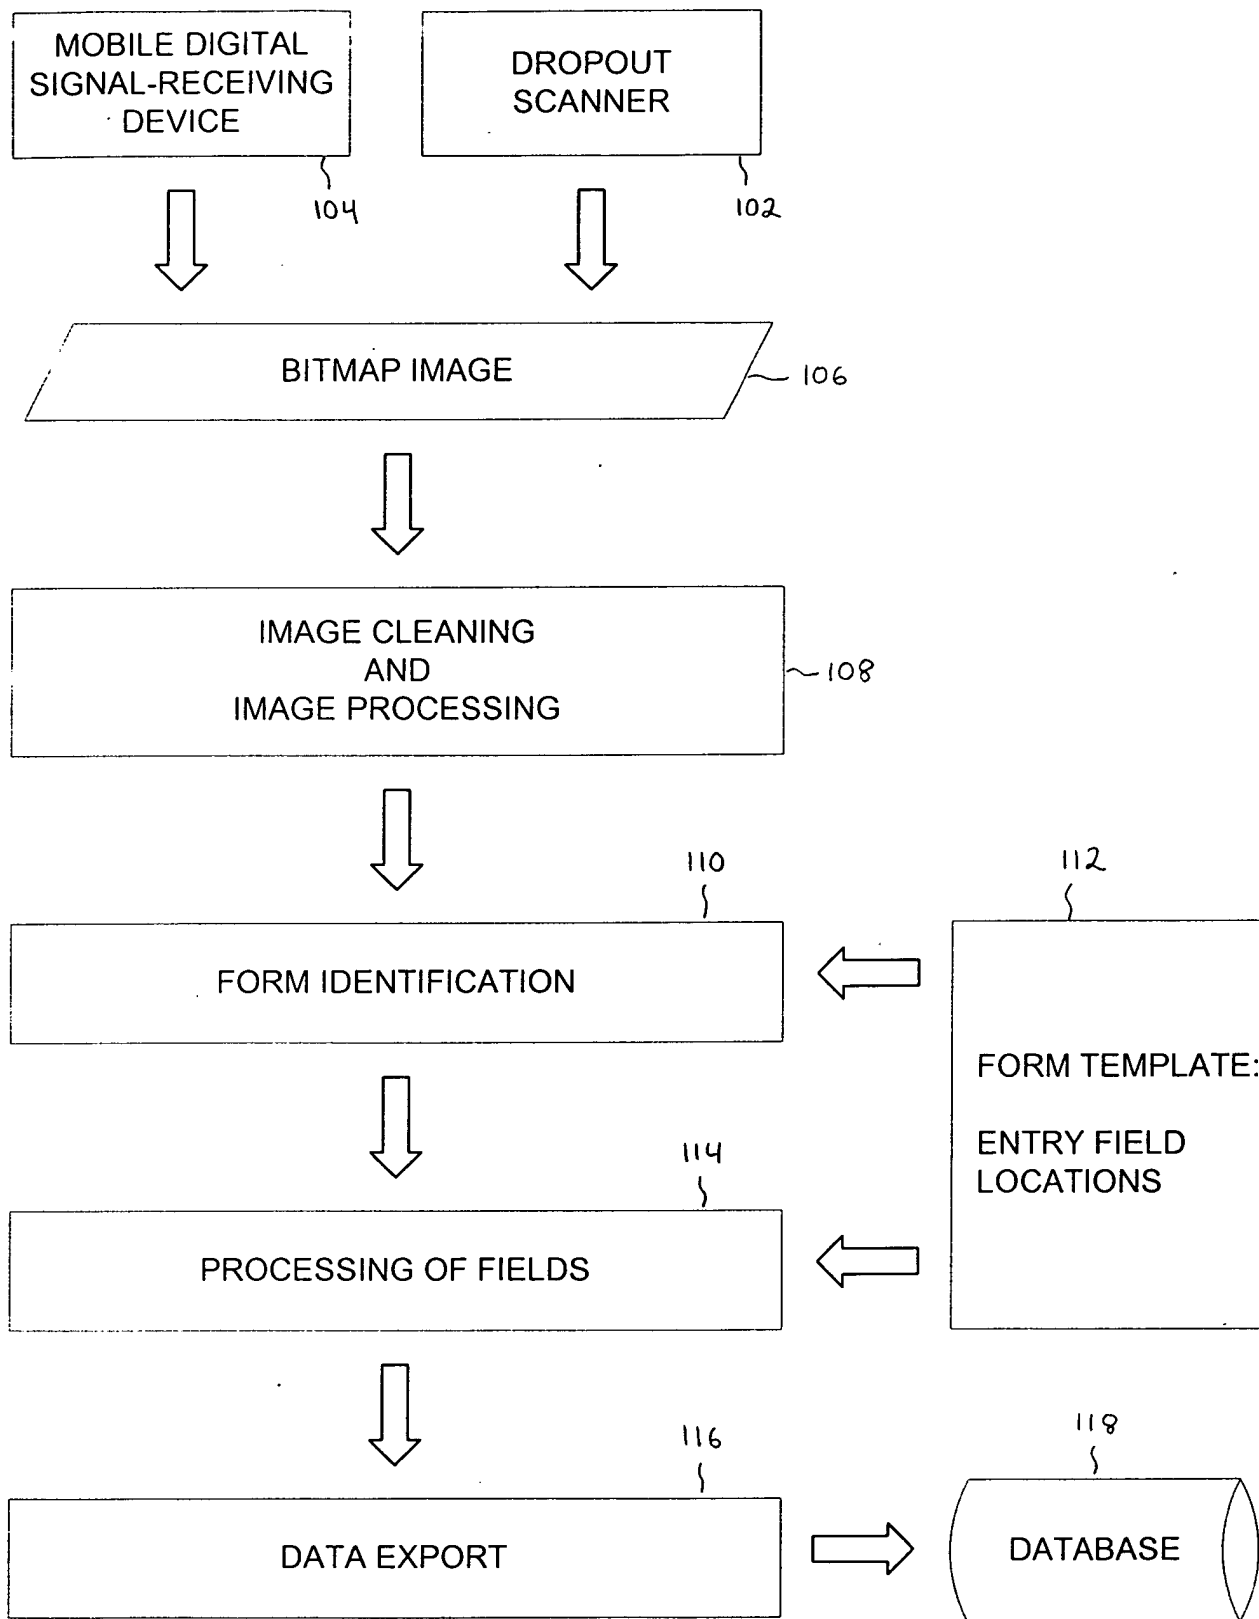 MOBILE DIGITAL
SIGNAL-RECEIVING
DEVICE
104
DROPOUT
SCANNER
102
BITMAP IMAGE
106
IMAGE CLEANING
AND
IMAGE PROCESSING
108
110
FORM IDENTIFICATION
112
FORM TEMPLATE:
ENTRY FIELD
LOCATIONS
114
PROCESSING OF FIELDS
116
DATA EXPORT
118
DATABASE